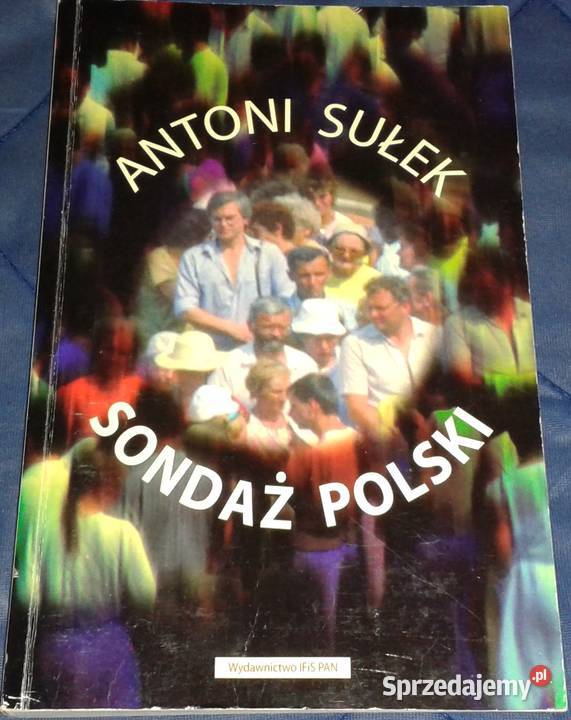 ANTONI SUŁEK
SONDAŻ POLSKI
Wydawnictwo IFiS PAN
Sprzedajemy.pl